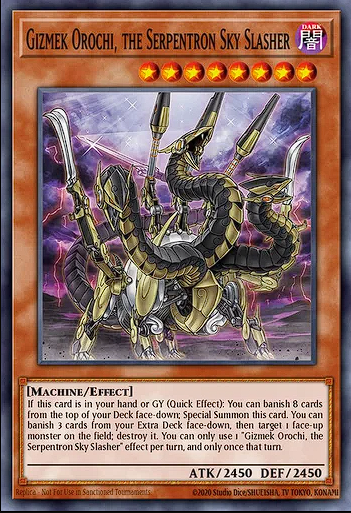 GIZMEK OROCHI, THE SERPENTRON SKY SLASHER
DARK
闇
[MACHINE/EFFECT]
If this card is in your hand or GY (Quick Effect): You can banish 8 cards
from the top of your Deck face-down; Special Summon this card. You can
banish 3 cards from your Extra Deck face-down, then target 1 face-up
monster on the field; destroy it. You can only use 1 "Gizmek Orochi, the
Serpentron Sky Slasher" effect per turn, and only once that turn.
ATK/2450 DEF/2450
Replica - Not For Use in Sanctioned Tournaments ©2020 Studio Dice/SHUEISHA, TV TOKYO, KONAMI